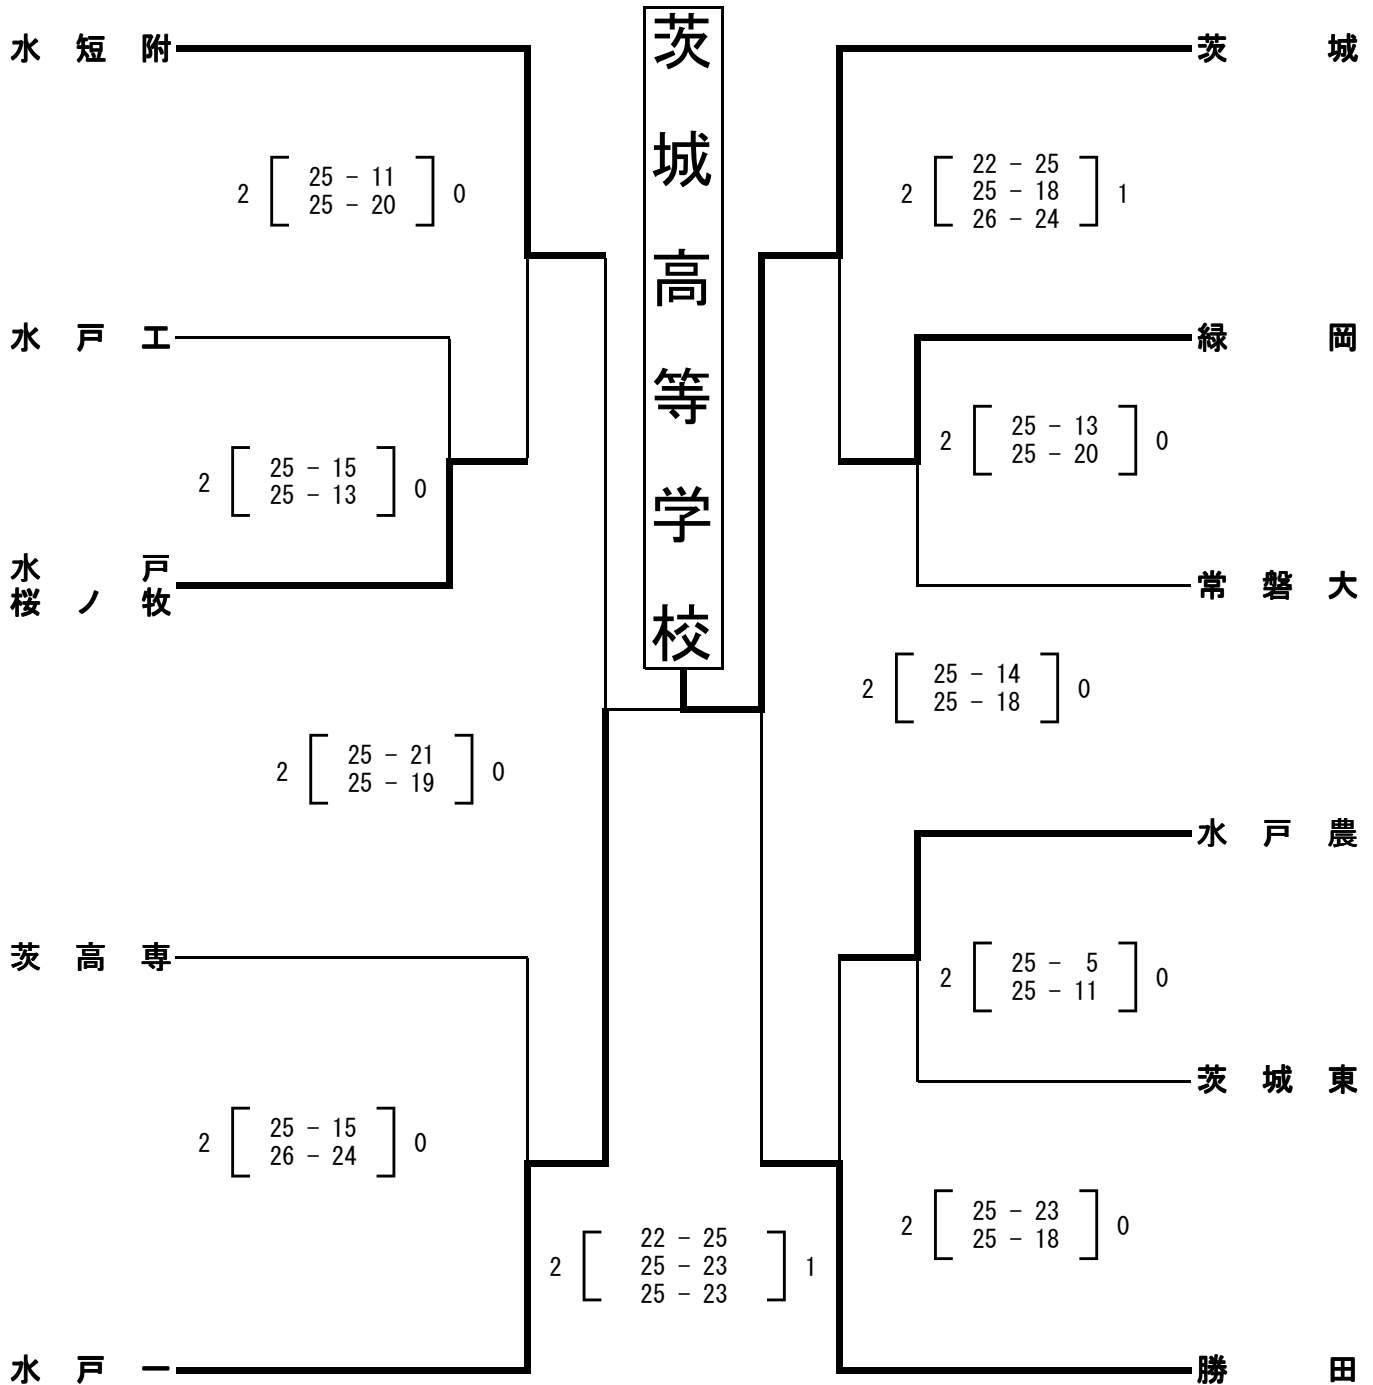 水短附
2 25 － 11 0
25 － 20
水戸工
2 25 － 15 0
25 － 13
水戸
桜ノ牧
2 25 － 21 0
25 － 19
茨高専
2 25 － 15 0
26 － 24
水戸一
茨城高等学校
2 22 － 25 1
25 － 23
25 － 23
茨城
2 22 － 25 1
25 － 18
26 － 24
緑岡
2 25 － 13 0
25 － 20
常磐大
2 25 － 14 0
25 － 18
水戸農
2 25 － 5 0
25 － 11
茨城東
2 25 － 23 0
25 － 18
勝田